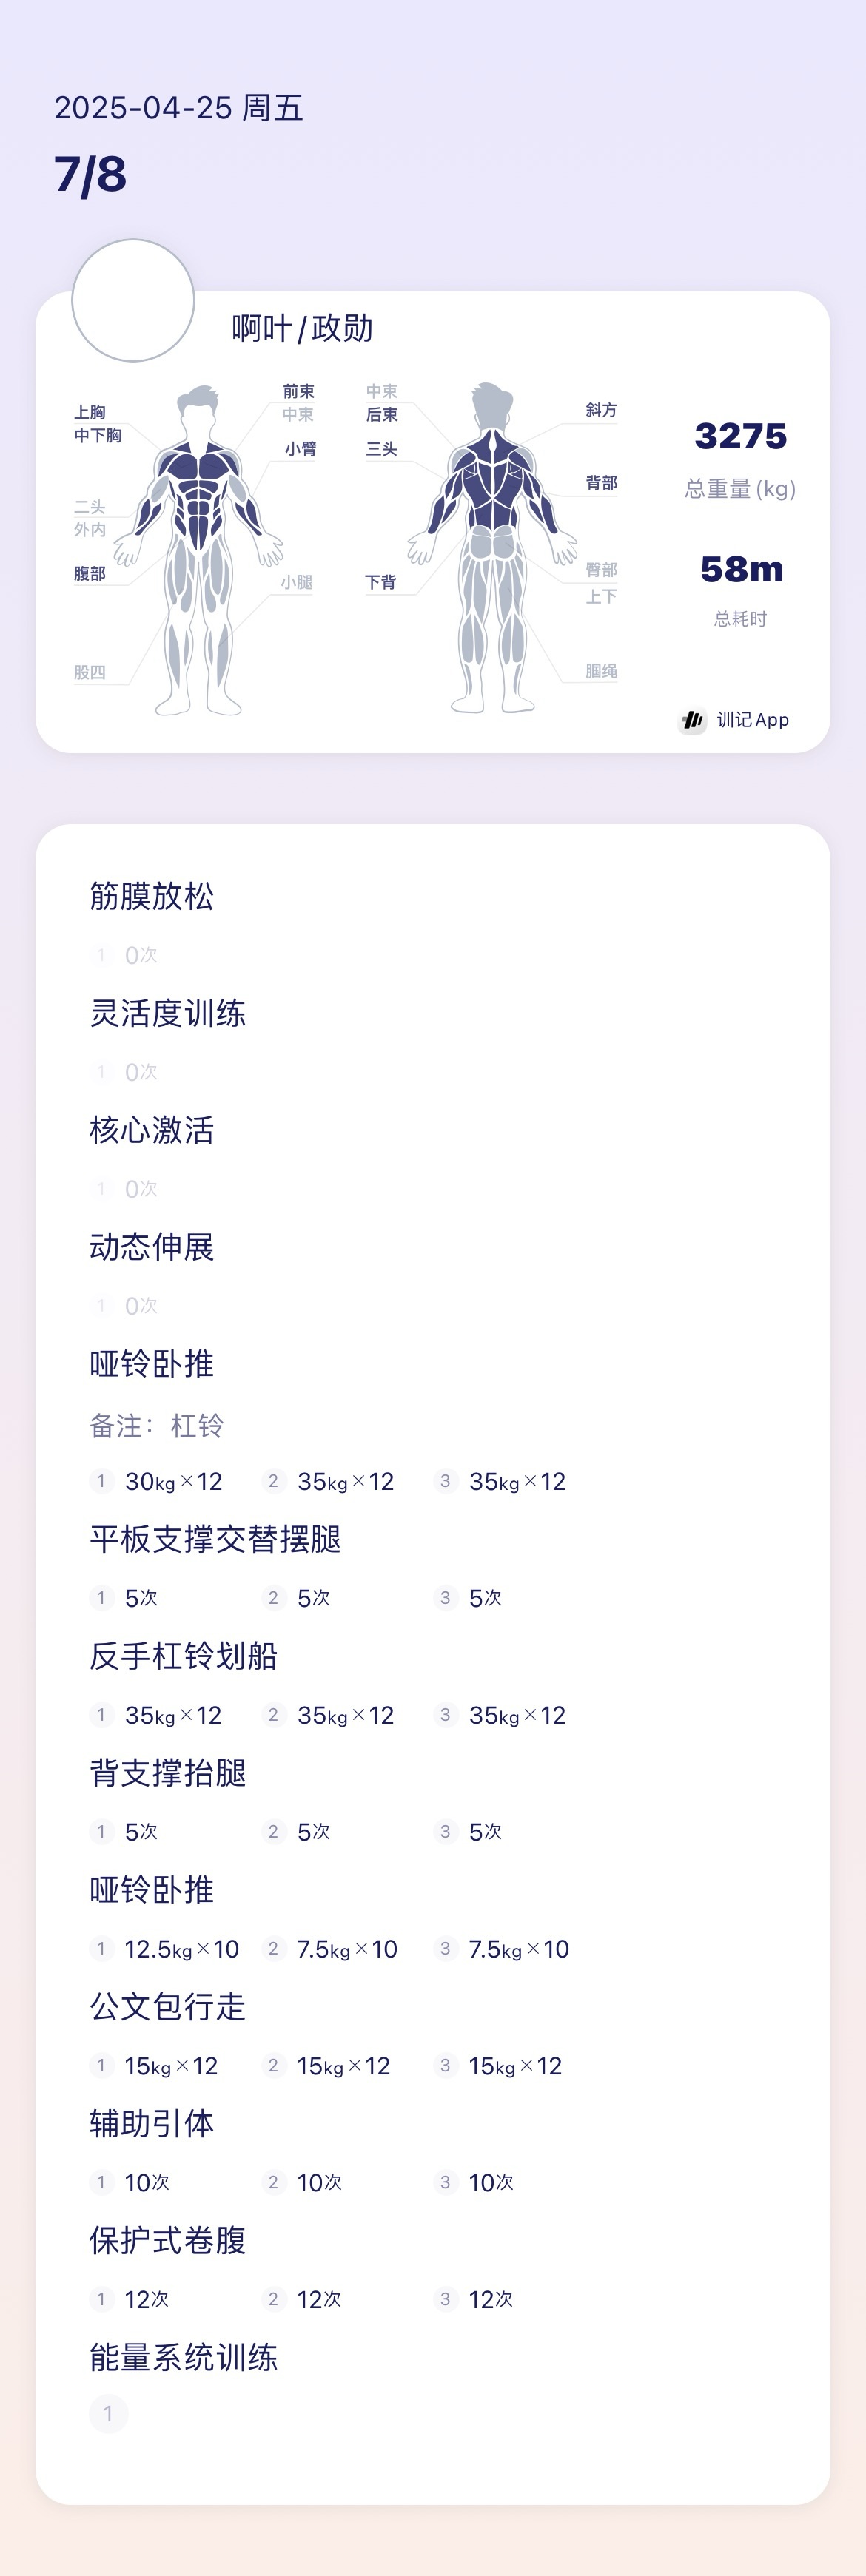 2025-04-25 周五
7/8
啊叶/政勋
上胸
中下胸
二头
外内
腹部
股四
前束
中束
小臂
小腿
中束
后束
三头
下背
斜方
背部
臀部
上下
腘绳
3275
总重量(kg)
58m
总耗时
训记App
筋膜放松
1 0次
灵活度训练
1 0次
核心激活
1 0次
动态伸展
1 0次
哑铃卧推
备注：杠铃
1 30kg×12 2 35kg×12 3 35kg×12
平板支撑交替摆腿
1 5次 2 5次 3 5次
反手杠铃划船
1 35kg×12 2 35kg×12 3 35kg×12
背支撑抬腿
1 5次 2 5次 3 5次
哑铃卧推
1 12.5kg×10 2 7.5kg×10 3 7.5kg×10
公文包行走
1 15kg×12 2 15kg×12 3 15kg×12
辅助引体
1 10次 2 10次 3 10次
保护式卷腹
1 12次 2 12次 3 12次
能量系统训练
1